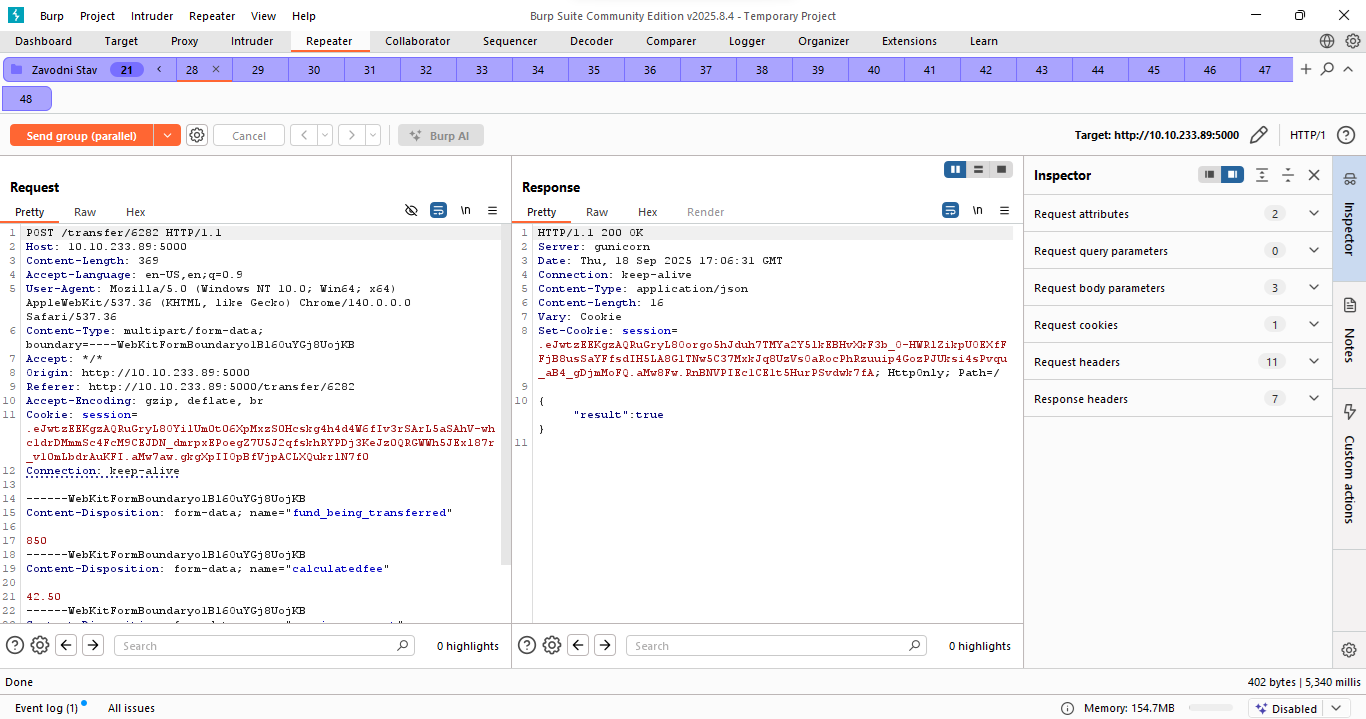 Burp Project Intruder Repeater View Help Burp Suite Community Edition v2025.8.4 - Temporary Project
Dashboard Target Proxy Intruder Repeater Collaborator Sequencer Decoder Comparer Logger Organizer Extensions Learn
Zavodni Stav 21 28 × 29 30 31 32 33 34 35 36 37 38 39 40 41 42 43 44 45 46 47
48
Send group (parallel) Cancel Burp AI Target: http://10.10.233.89:5000 HTTP/1
Request
Pretty Raw Hex \n
1 POST /transfer/6282 HTTP/1.1
2 Host: 10.10.233.89:5000
3 Content-Length: 369
4 Accept-Language: en-US,en;q=0.9
5 User-Agent: Mozilla/5.0 (Windows NT 10.0; Win64; x64)
AppleWebKit/537.36 (KHTML, like Gecko) Chrome/140.0.0.0
Safari/537.36
6 Content-Type: multipart/form-data;
boundary=----WebKitFormBoundaryo1Bl60uYGj8UojKB
7 Accept: */*
8 Origin: http://10.10.233.89:5000
9 Referer: http://10.10.233.89:5000/transfer/6282
10 Accept-Encoding: gzip, deflate, br
11 Cookie: session=
12 Connection: keep-alive
13
14 ------WebKitFormBoundaryo1Bl60uYGj8UojKB
15 Content-Disposition: form-data; name="fund_being_transferred"
16
17 850
18 ------WebKitFormBoundaryo1Bl60uYGj8UojKB
19 Content-Disposition: form-data; name="calculatedfee"
20
21 42.50
22 ------WebKitFormBoundaryo1Bl60uYGj8UojKB
Search 0 highlights
Response
Pretty Raw Hex Render \n
1 HTTP/1.1 200 OK
2 Server: gunicorn
3 Date: Thu, 18 Sep 2025 17:06:31 GMT
4 Connection: keep-alive
5 Content-Type: application/json
6 Content-Length: 16
7 Vary: Cookie
8 Set-Cookie: session=
HttpOnly; Path=/
9
10 {
"result":true
}
11
Search 0 highlights
Inspector
Request attributes 2
Request query parameters 0
Request body parameters 3
Request cookies 1
Request headers 11
Response headers 7
Inspector
Notes
Custom actions
Done 402 bytes | 5,340 millis
Event log (1) All issues Memory: 154.7MB Disabled